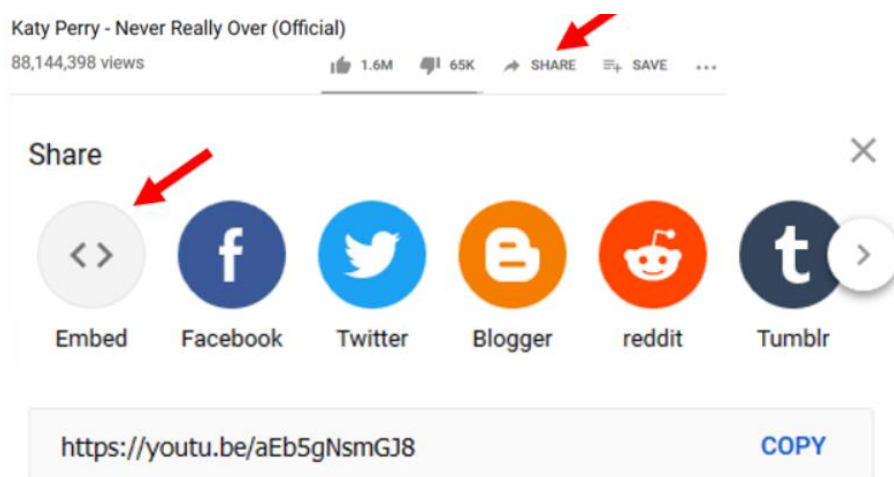 Katy Perry - Never Really Over (Official)
88,144,398 views 1.6M 65K SHARE SAVE ...
Share
Embed Facebook Twitter Blogger reddit Tumblr
https://youtu.be/aEb5gNsmGJ8 COPY